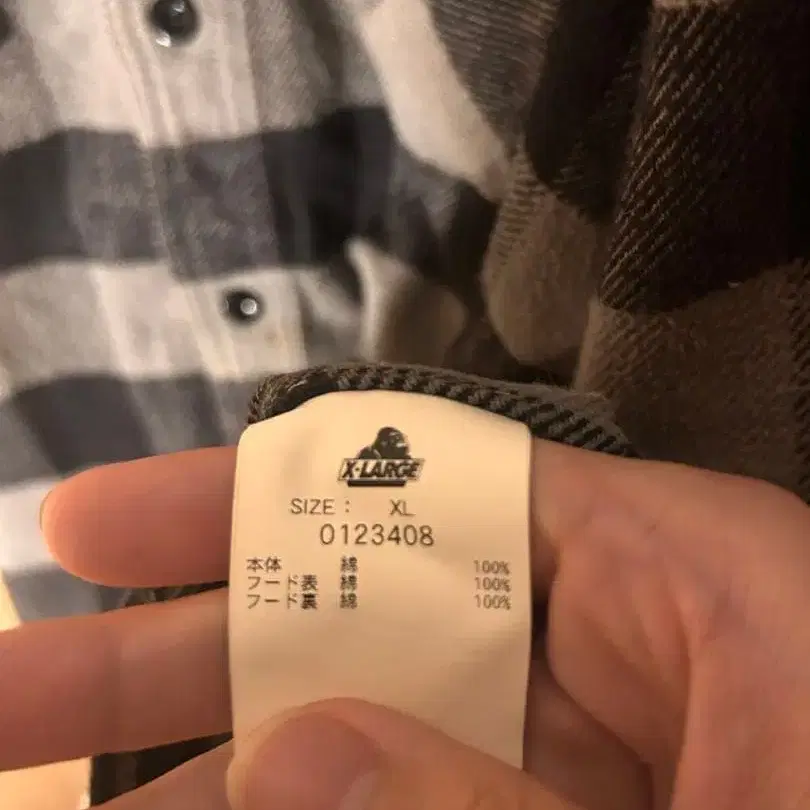 X-LARGE
SIZE： XL
0123408
本体 綿 100%
フード表 綿 100%
フード裏 綿 100%